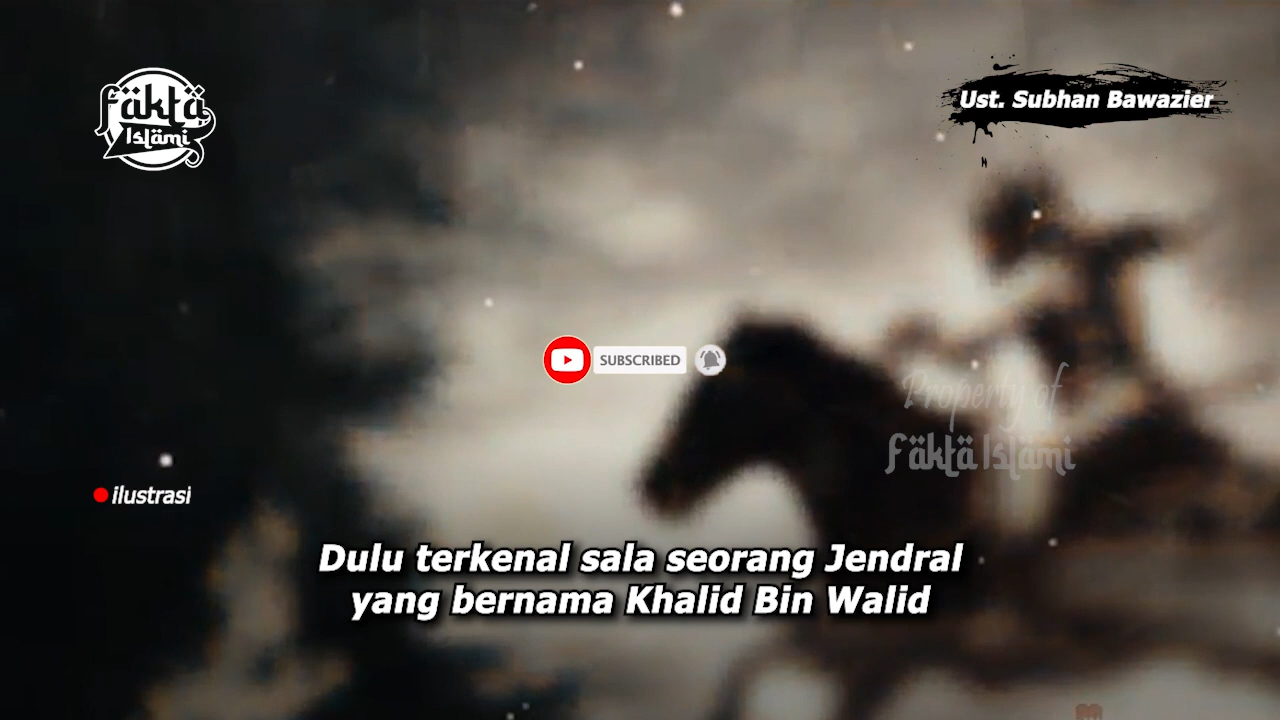 fäktä
Islämi
Ust. Subhan Bawazier
SUBSCRIBED
Property of
Fäktä Islämi
ilustrasi
Dulu terkenal sala seorang Jendral
yang bernama Khalid Bin Walid